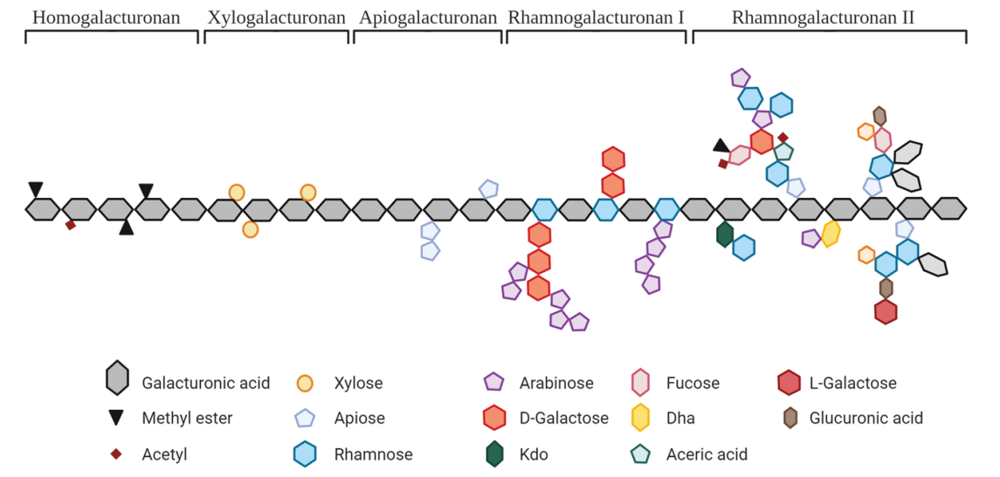 Homogalacturonan Xylogalacturonan Apiogalacturonan Rhamnogalacturonan I Rhamnogalacturonan II
Galacturonic acid Xylose Arabinose Fucose L-Galactose
Methyl ester Apiose D-Galactose Dha Glucuronic acid
Acetyl Rhamnose Kdo Aceric acid